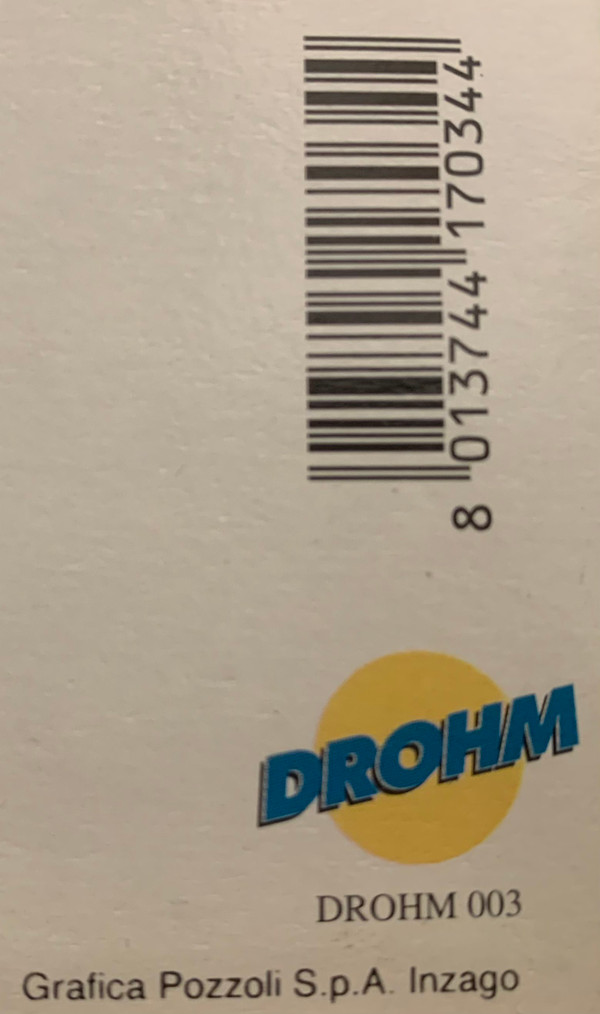 8 013744 170344
DROHM
DROHM 003
Grafica Pozzoli S.p.A. Inzago